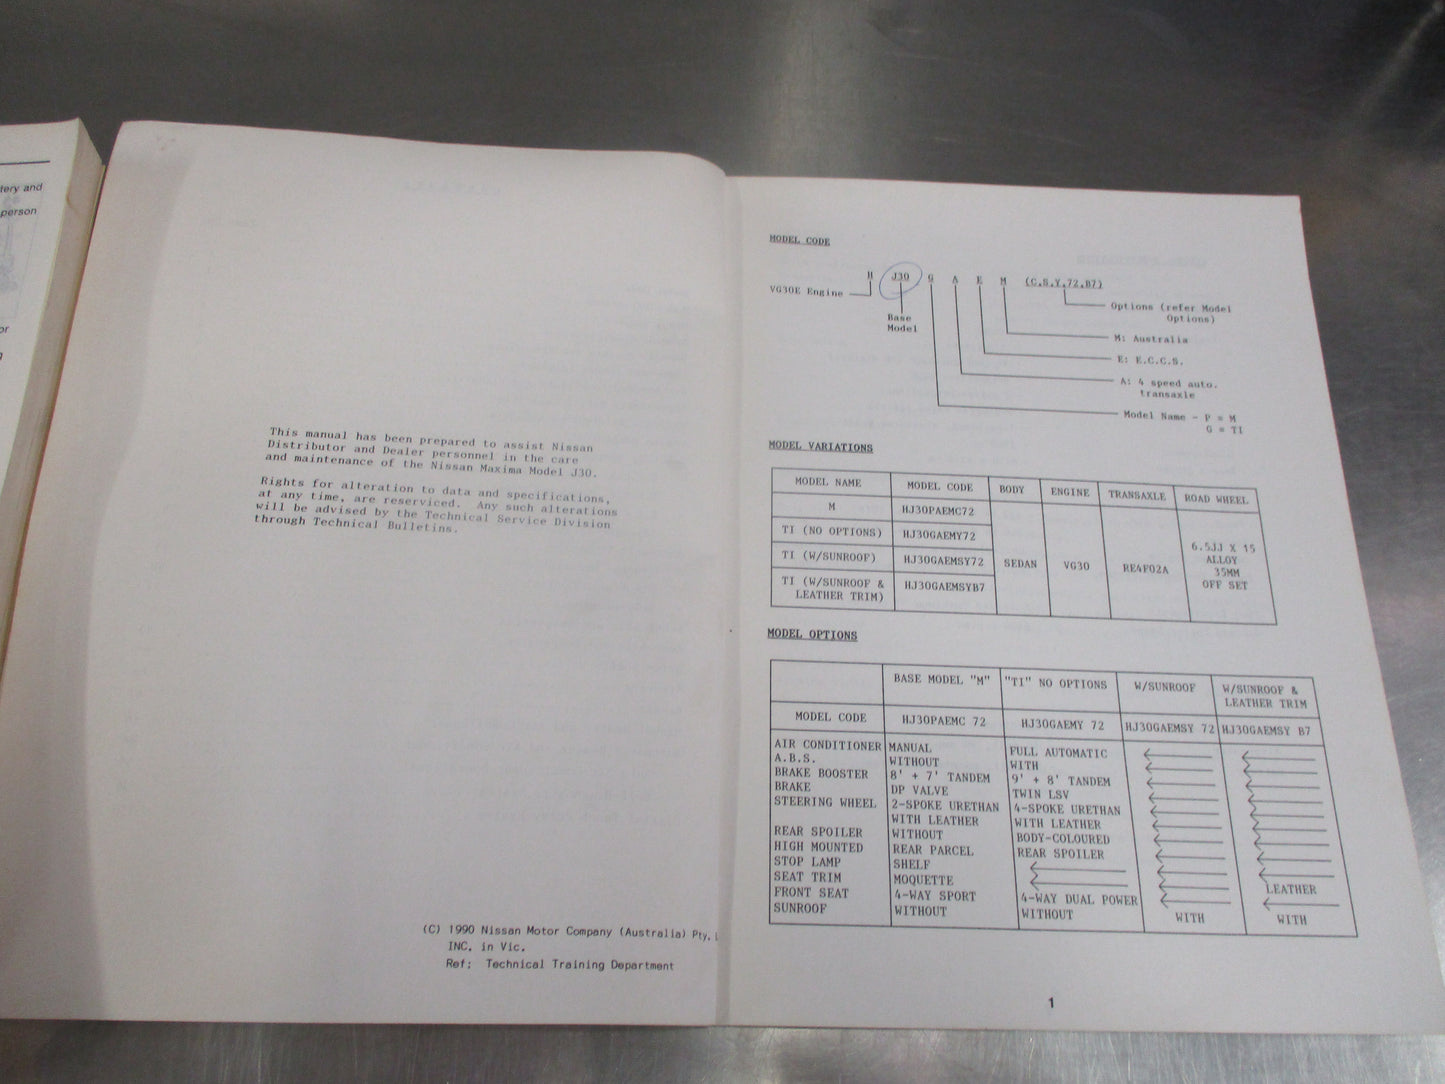 tery and
person
or
This manual has been prepared to assist Nissan
Distributor and Dealer personnel in the care
and maintenance of the Nissan Maxima Model J30.
Rights for alteration to data and specifications,
at any time, are reserviced. Any such alterations
will be advised by the Technical Service Division
through Technical Bulletins.
(C) 1990 Nissan Motor Company (Australia) Pty.
INC. in Vic.
Ref: Technical Training Department
MODEL CODE
H J30 G A E M (C,S,Y,72,B7)
VG30E Engine
Base
Model
Options (refer Model
Options)
M: Australia
E: E.C.C.S.
A: 4 speed auto.
transaxle
Model Name - P = M
G = TI
MODEL VARIATIONS
MODEL NAME MODEL CODE BODY ENGINE TRANSAXLE ROAD WHEEL
M HJ30PAEMC72
TI (NO OPTIONS) HJ30GAEMY72
TI (W/SUNROOF) HJ30GAEMSY72
TI (W/SUNROOF & LEATHER TRIM) HJ30GAEMSYB7
SEDAN VG30 RE4F02A
6.5JJ X 15
ALLOY
35MM
OFF SET
MODEL OPTIONS
BASE MODEL "M" "TI" NO OPTIONS W/SUNROOF W/SUNROOF &
LEATHER TRIM
MODEL CODE HJ30PAEMC 72 HJ30GAEMY 72 HJ30GAEMSY 72 HJ30GAEMSY B7
AIR CONDITIONER MANUAL FULL AUTOMATIC
A.B.S. WITHOUT WITH
BRAKE BOOSTER 8' + 7' TANDEM 9' + 8' TANDEM
BRAKE DP VALVE TWIN LSV
STEERING WHEEL 2-SPOKE URETHAN 4-SPOKE URETHAN
WITH LEATHER WITH LEATHER
REAR SPOILER WITHOUT BODY-COLOURED
HIGH MOUNTED REAR PARCEL REAR SPOILER
STOP LAMP SHELF
SEAT TRIM MOQUETTE LEATHER
FRONT SEAT 4-WAY SPORT 4-WAY DUAL POWER
SUNROOF WITHOUT WITHOUT WITH WITH
1